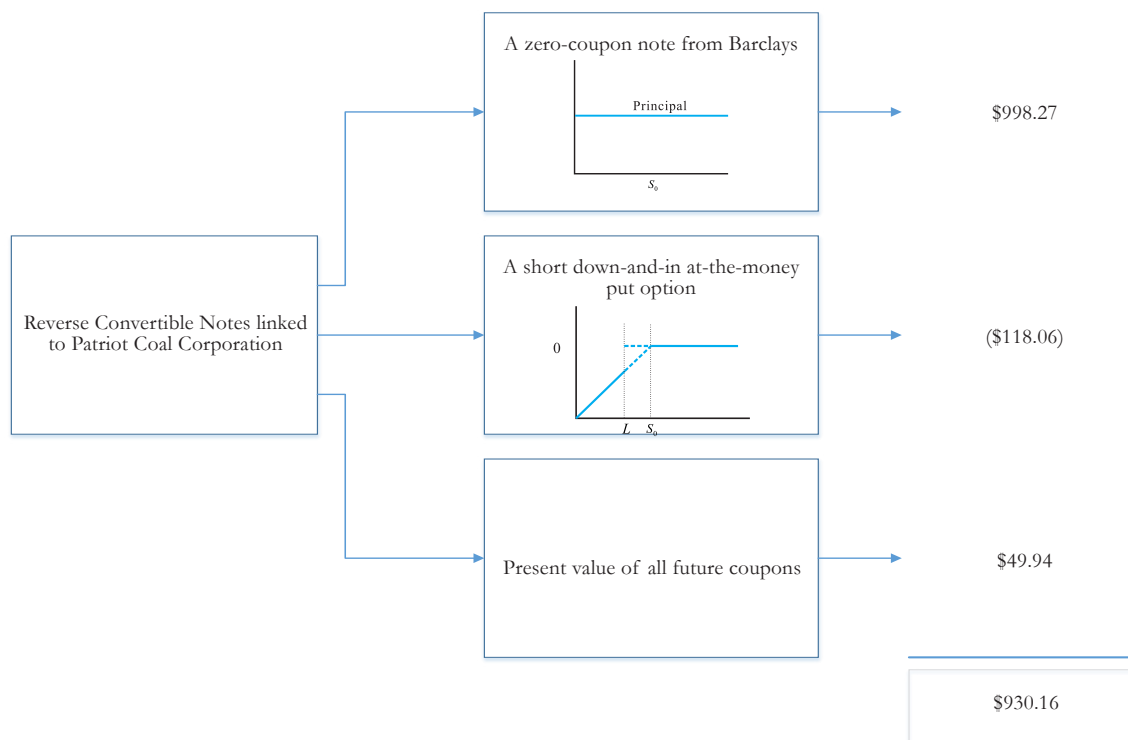 A zero-coupon note from Barclays
Principal
S₀
$998.27
Reverse Convertible Notes linked
to Patriot Coal Corporation
A short down-and-in at-the-money
put option
0
L S₀
($118.06)
Present value of all future coupons
$49.94
$930.16